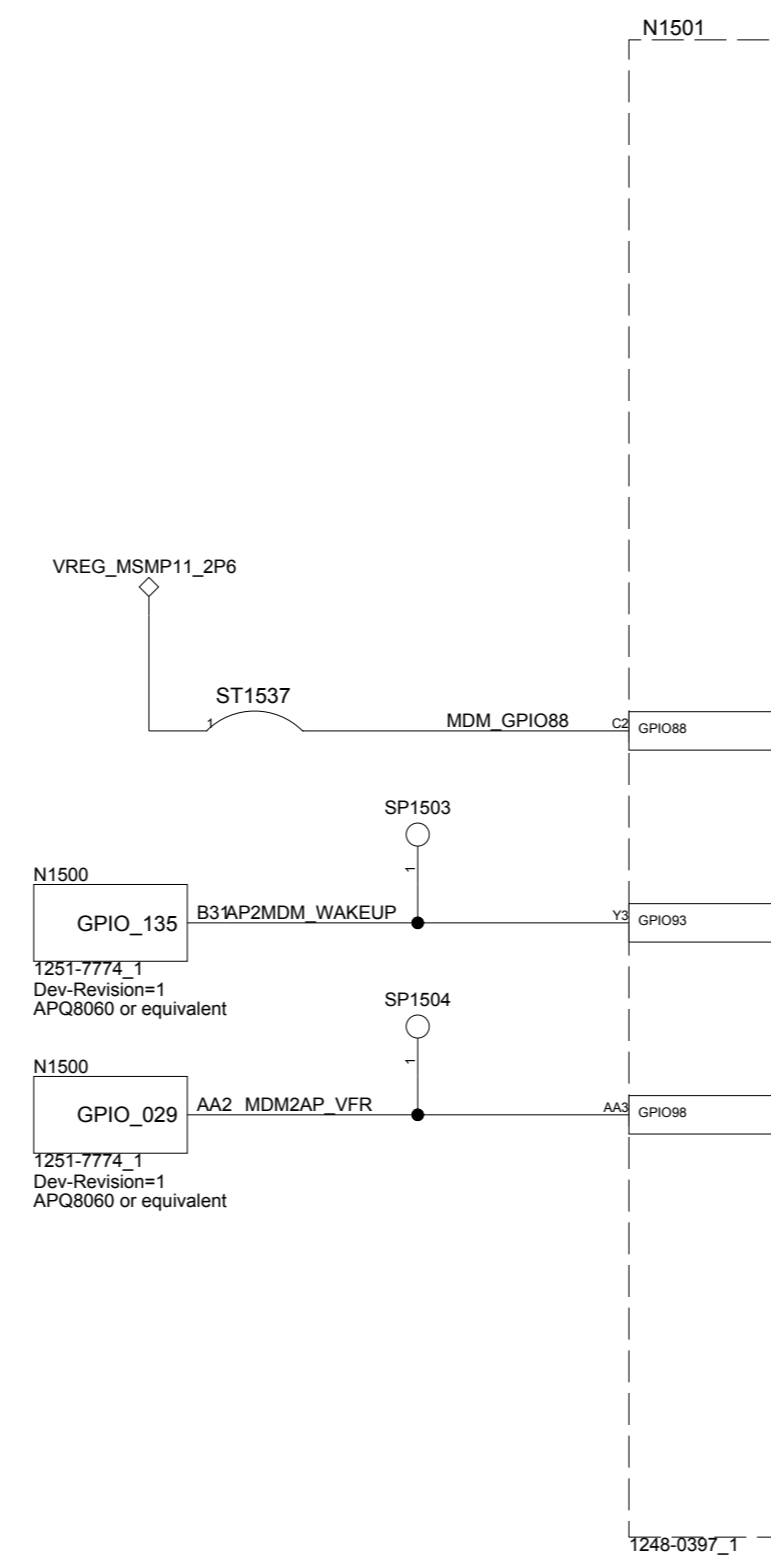 N1501
VREG_MSMP11_2P6
ST1537
1
MDM_GPIO88
C2
GPIO88
SP1503
1
N1500
GPIO_135
B31
AP2MDM_WAKEUP
Y3
GPIO93
1251-7774_1
Dev-Revision=1
APQ8060 or equivalent
SP1504
1
N1500
GPIO_029
AA2
MDM2AP_VFR
AA3
GPIO98
1251-7774_1
Dev-Revision=1
APQ8060 or equivalent
1248-0397_1